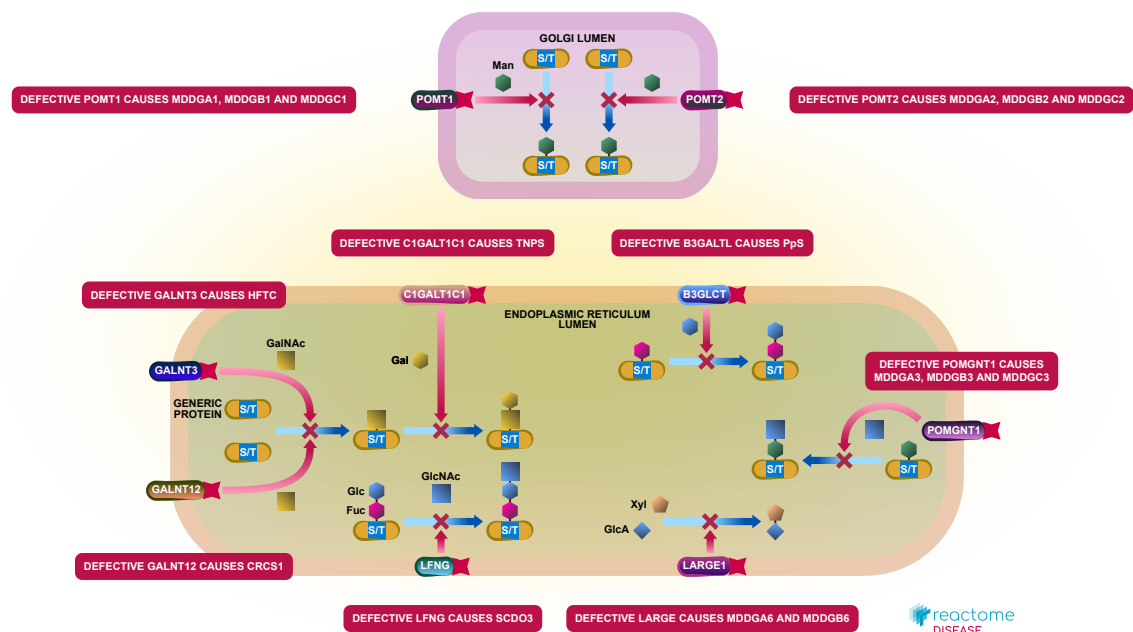 GOLGI LUMEN
S/T
S/T
Man
POMT1
POMT2
DEFECTIVE POMT1 CAUSES MDDGA1, MDDGB1 AND MDDGC1
DEFECTIVE POMT2 CAUSES MDDGA2, MDDGB2 AND MDDGC2
S/T
S/T
DEFECTIVE C1GALT1C1 CAUSES TNPS
DEFECTIVE B3GALTL CAUSES PpS
DEFECTIVE GALNT3 CAUSES HFTC
C1GALT1C1
B3GLCT
ENDOPLASMIC RETICULUM
LUMEN
GalNAc
Gal
GALNT3
S/T
S/T
DEFECTIVE POMGNT1 CAUSES
MDDGA3, MDDGB3 AND MDDGC3
GENERIC
PROTEIN
S/T
S/T
S/T
S/T
POMGNT1
S/T
S/T
GALNT12
GlcNAc
Glc
Fuc
S/T
S/T
Xyl
GlcA
DEFECTIVE GALNT12 CAUSES CRCS1
LFNG
LARGE1
DEFECTIVE LFNG CAUSES SCDO3
DEFECTIVE LARGE CAUSES MDDGA6 AND MDDGB6
reactome
DISEASE